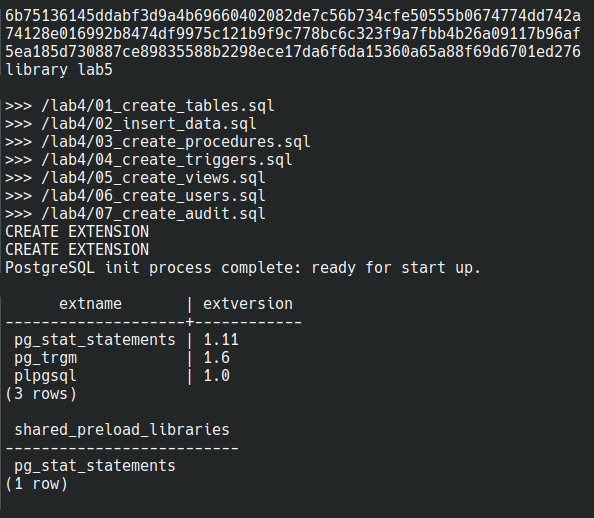 6b75136145ddabf3d9a4b69660402082de7c56b734cfe50555b0674774dd742a
74128e016992b8474df9975c121b9f9c778bc6c323f9a7fbb4b26a09117b96af
5ea185d730887ce89835588b2298ece17da6f6da15360a65a88f69d6701ed276
library lab5
>>> /lab4/01_create_tables.sql
>>> /lab4/02_insert_data.sql
>>> /lab4/03_create_procedures.sql
>>> /lab4/04_create_triggers.sql
>>> /lab4/05_create_views.sql
>>> /lab4/06_create_users.sql
>>> /lab4/07_create_audit.sql
CREATE EXTENSION
CREATE EXTENSION
PostgreSQL init process complete: ready for start up.
      extname       | extversion
--------------------+------------
 pg_stat_statements | 1.11
 pg_trgm            | 1.6
 plpgsql            | 1.0
(3 rows)
 shared_preload_libraries
--------------------------
 pg_stat_statements
(1 row)